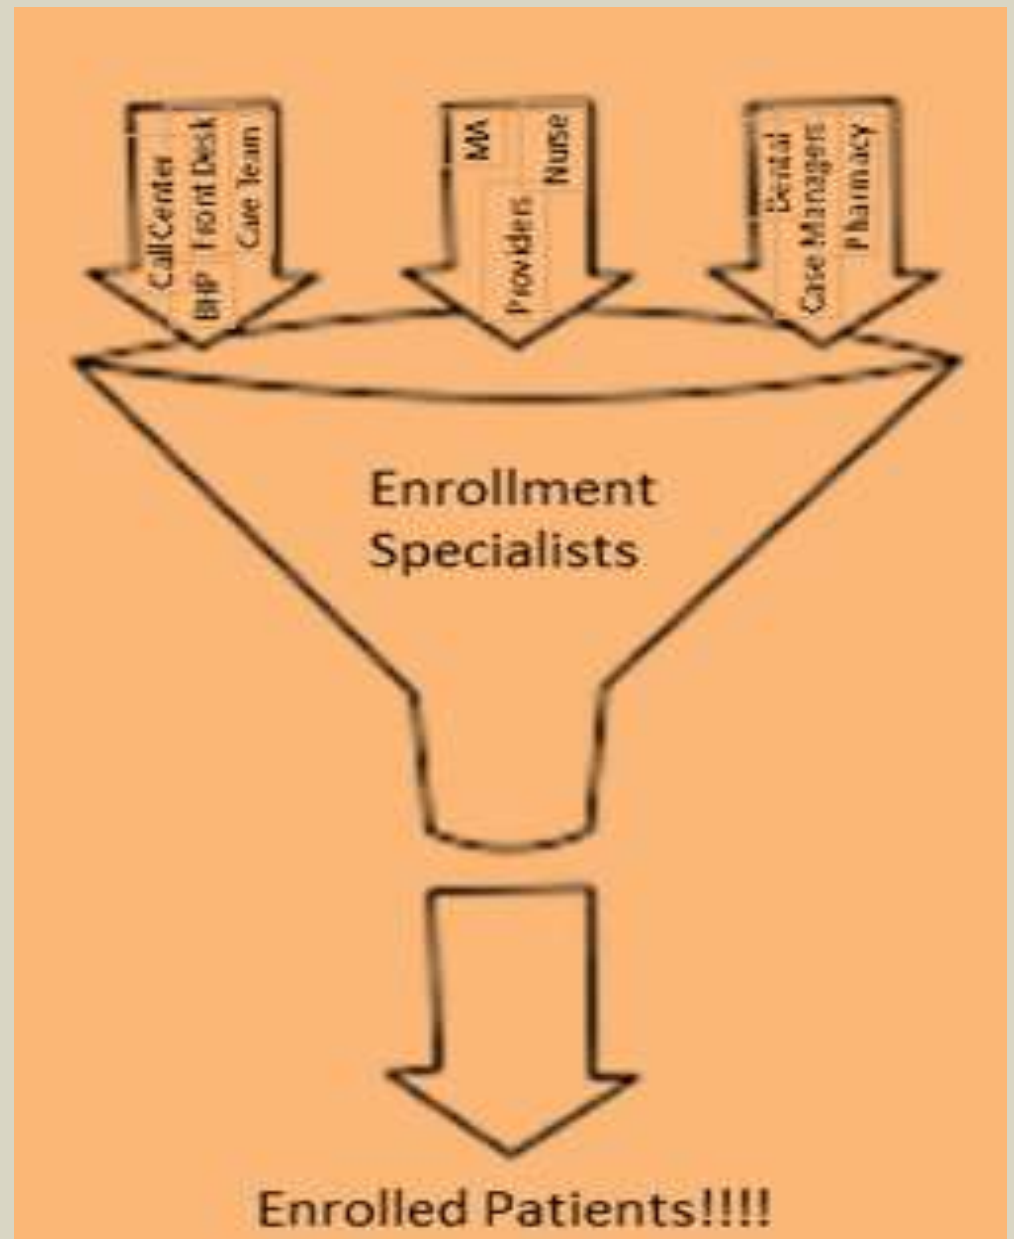 Call Center
BHP Front Desk
Care Team
MA
Providers
Nurse
Dental
Case Managers
Pharmacy
Enrollment
Specialists
Enrolled Patients!!!!